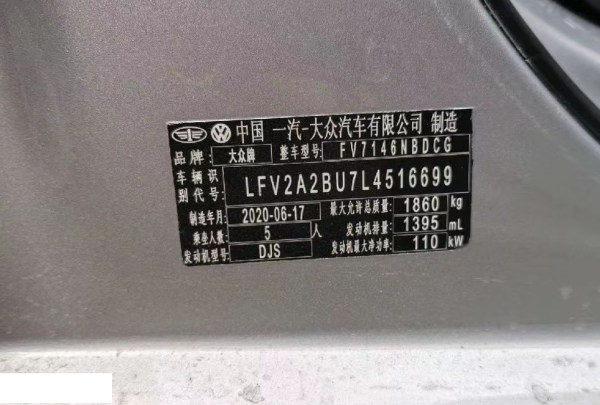 中国 一汽-大众汽车有限公司 制造
品牌: 大众牌 整车型号: FV7146NBDCG
车辆识别代号: LFV2A2BU7L4516699
制造年月: 2020-06-17 最大允许总质量: 1860 kg
乘坐人数: 5 人 发动机排量: 1395 mL
发动机型号: DJS 发动机最大净功率: 110 kW